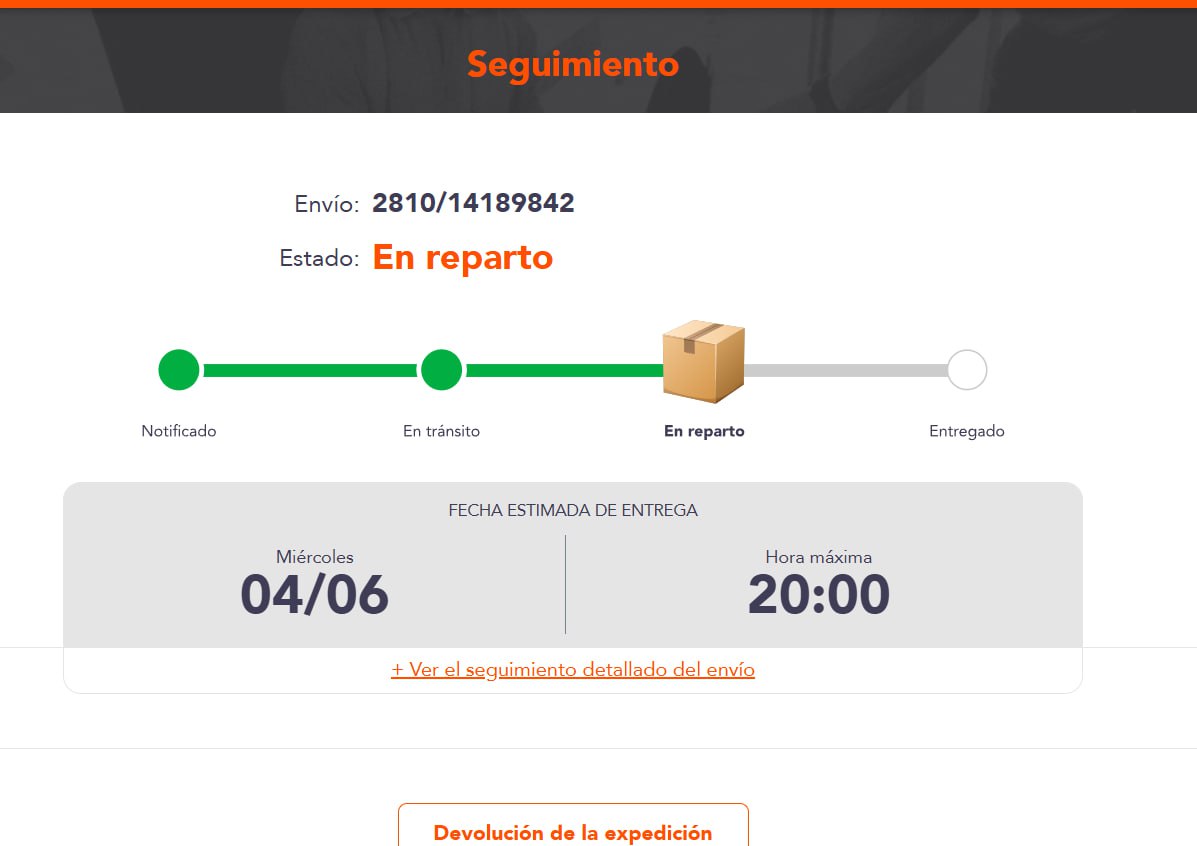 Seguimiento
Envío: 2810/14189842
Estado: En reparto
Notificado En tránsito En reparto Entregado
FECHA ESTIMADA DE ENTREGA
Miércoles Hora máxima
04/06 20:00
+ Ver el seguimiento detallado del envío
Devolución de la expedición